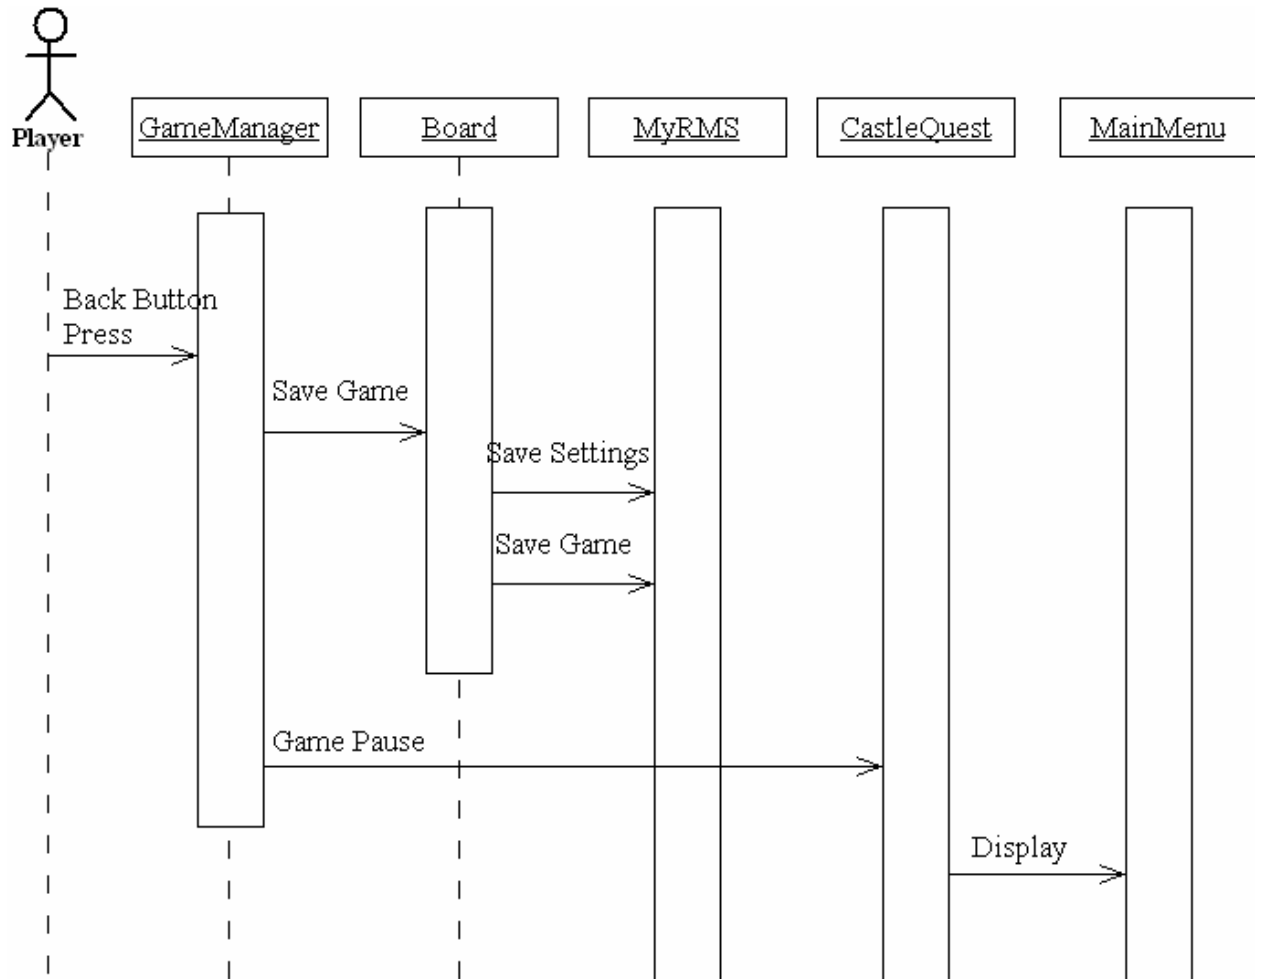 Player
GameManager
Board
MyRMS
CastleQuest
MainMenu
Back Button
Press
Save Game
Save Settings
Save Game
Game Pause
Display